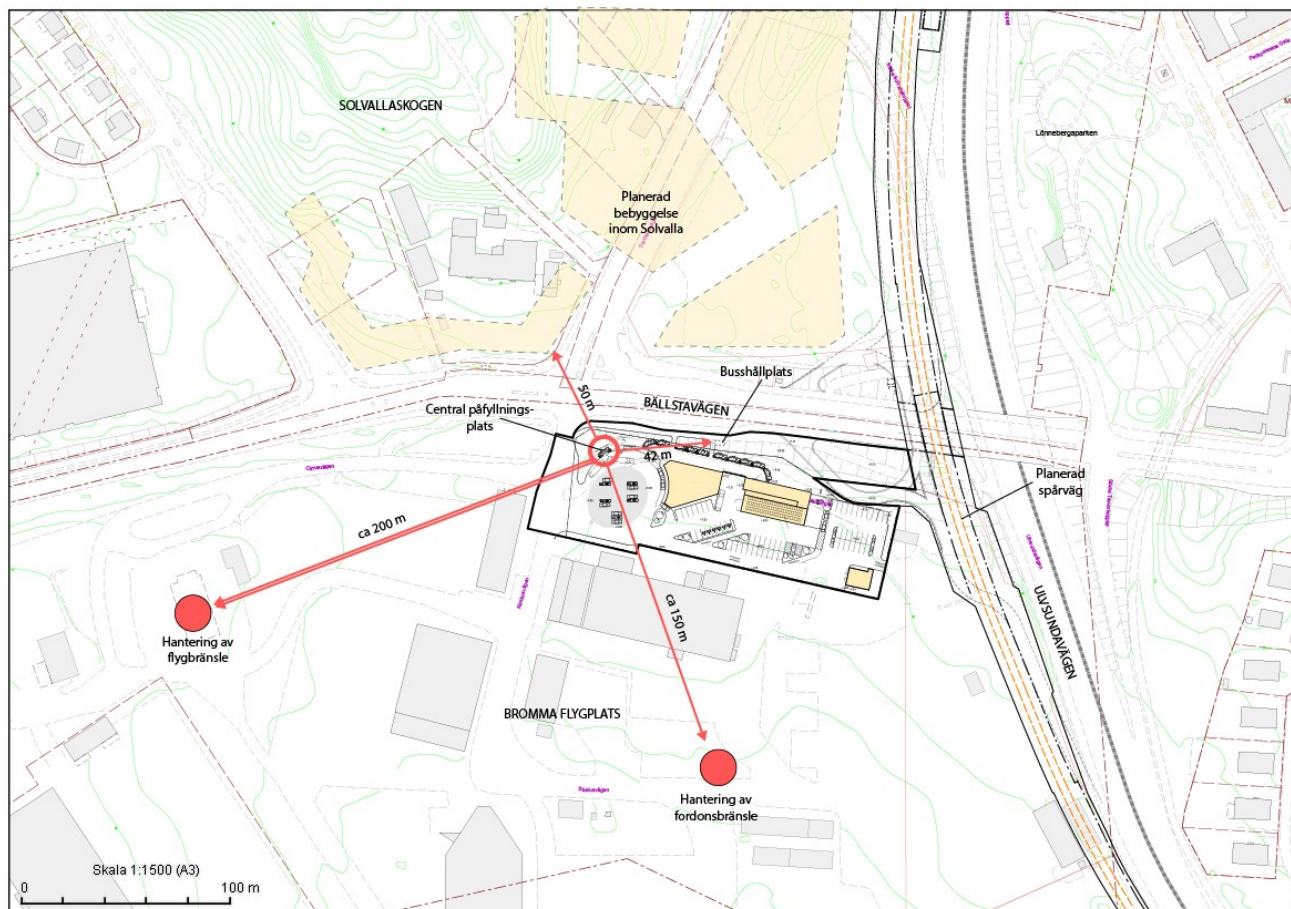 SOLVALLASKOGEN
Lönnebergaparken
Planerad
bebyggelse
inom Solvalla
Busshållplats
50 m
BÄLLSTAVÄGEN
Central påfyllnings-
plats
42 m
Planerad
spårväg
ca 200 m
ca 150 m
ULVSUNDAVÄGEN
Ulvsundavägen
Hantering av
flygbränsle
BROMMA FLYGPLATS
Hantering av
fordonsbränsle
Skala 1:1500 (A3)
0
100 m